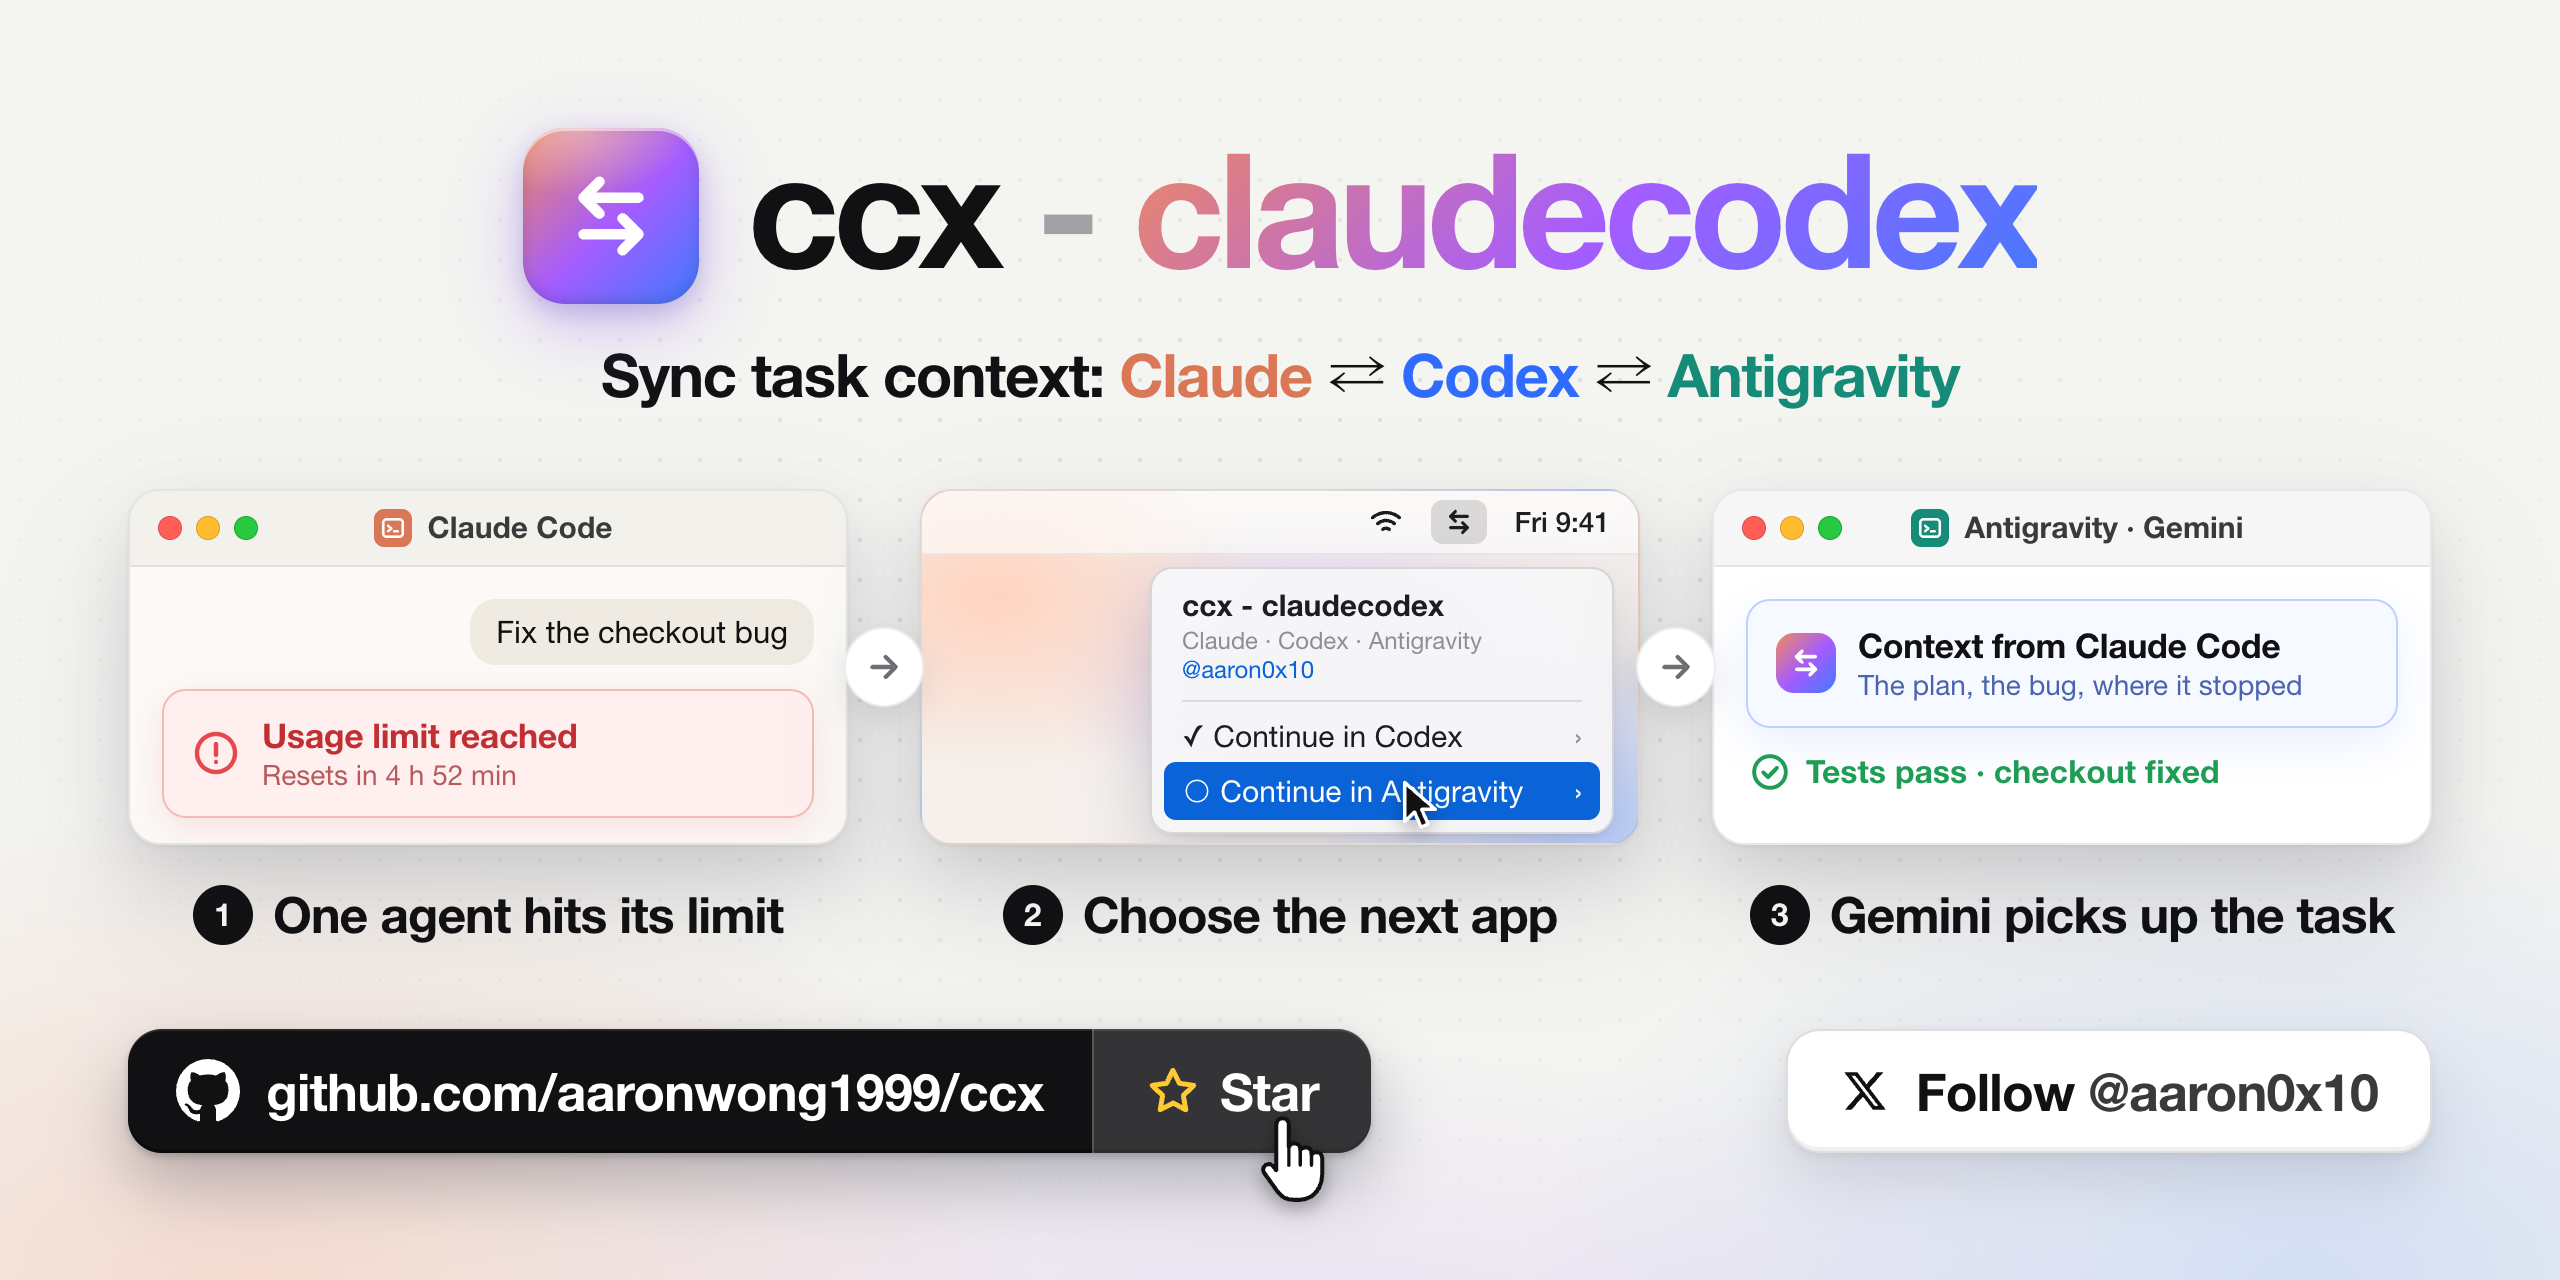 ccx - claudecodex
Sync task context: Claude ⇄ Codex ⇄ Antigravity
Claude Code
Fix the checkout bug
Usage limit reached
Resets in 4 h 52 min
Fri 9:41
ccx - claudecodex
Claude · Codex · Antigravity
@aaron0x10
✓ Continue in Codex ›
○ Continue in Antigravity ›
Antigravity · Gemini
Context from Claude Code
The plan, the bug, where it stopped
Tests pass · checkout fixed
1 One agent hits its limit
2 Choose the next app
3 Gemini picks up the task
github.com/aaronwong1999/ccx
Star
Follow @aaron0x10